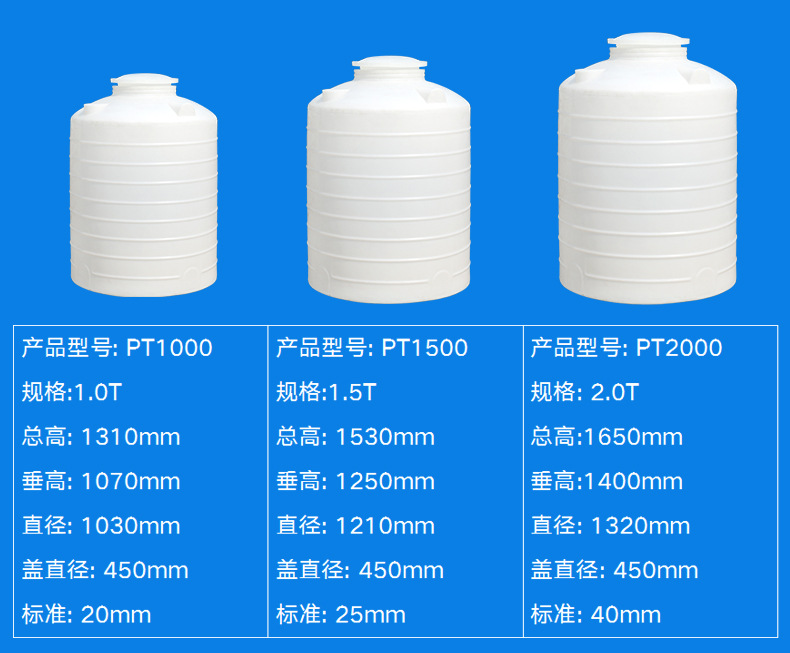 产品型号: PT1000
规格:1.0T
总高: 1310mm
垂高: 1070mm
直径: 1030mm
盖直径: 450mm
标准: 20mm
产品型号: PT1500
规格:1.5T
总高: 1530mm
垂高: 1250mm
直径: 1210mm
盖直径: 450mm
标准: 25mm
产品型号: PT2000
规格: 2.0T
总高:1650mm
垂高:1400mm
直径: 1320mm
盖直径: 450mm
标准: 40mm